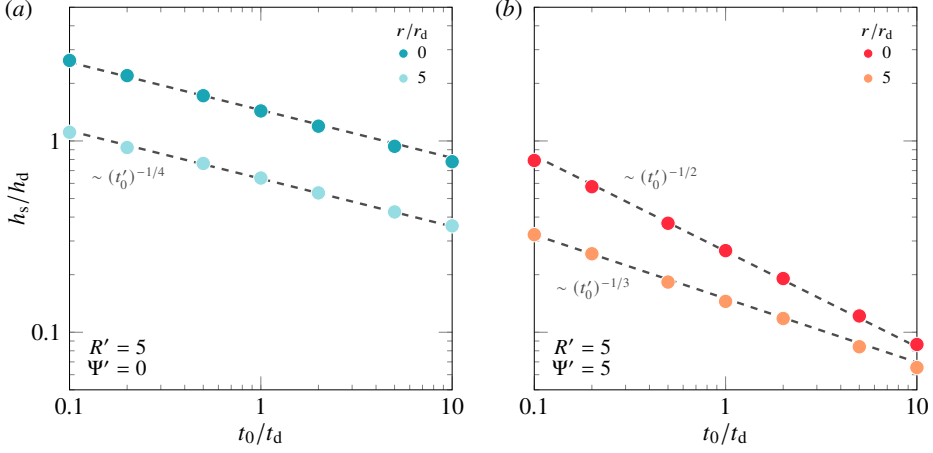 (a)
r/r_d
0
5
1
0.1
h_s/h_d
~ (t′_0)^{−1/4}
R′ = 5
Ψ′ = 0
0.1 1 10
t_0/t_d
(b)
r/r_d
0
5
~ (t′_0)^{−1/2}
~ (t′_0)^{−1/3}
R′ = 5
Ψ′ = 5
0.1 1 10
t_0/t_d